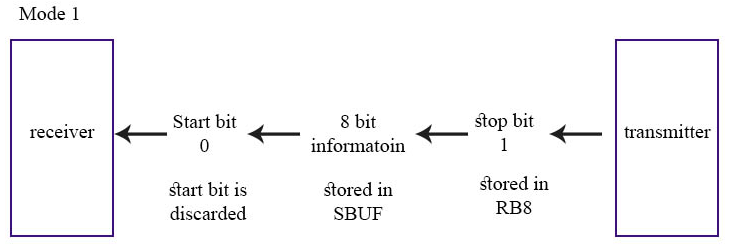 Mode 1
receiver
Start bit
0
8 bit
informatoin
stop bit
1
transmitter
start bit is
discarded
stored in
SBUF
stored in
RB8